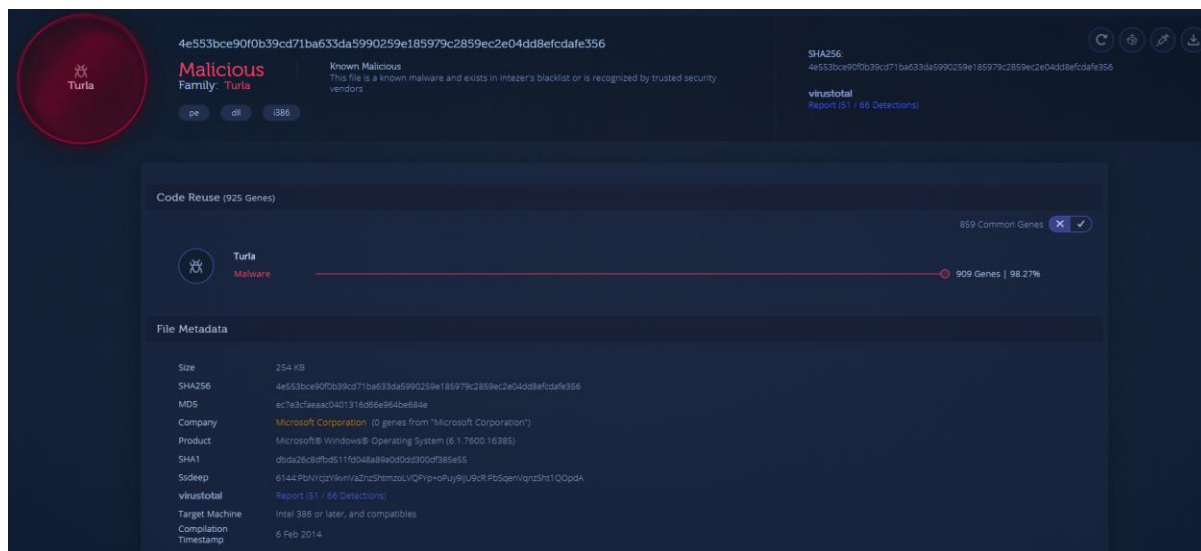 Turla
4e553bce90f0b39cd71ba633da5990259e185979c2859ec2e04dd8efcdafe356
Malicious
Family: Turla
Known Malicious
This file is a known malware and exists in Intezer's blacklist or is recognized by trusted security
vendors
pe dll i386
SHA256:
4e553bce90f0b39cd71ba633da5990259e185979c2859ec2e04dd8efcdafe356
virustotal
Report (51 / 66 Detections)
Code Reuse (925 Genes)
859 Common Genes
Turla
Malware
909 Genes | 98.27%
File Metadata
Size 254 KB
SHA256 4e553bce90f0b39cd71ba633da5990259e185979c2859ec2e04dd8efcdafe356
MD5 ec7e3cfaeaac0401316d66e964be684e
Company Microsoft Corporation (0 genes from "Microsoft Corporation")
Product Microsoft® Windows® Operating System (6.1.7600.16385)
SHA1 dbda26c8dfbd511fd048a89a0d0dd300df385e55
Ssdeep
virustotal Report (51 / 66 Detections)
Target Machine Intel 386 or later, and compatibles
Compilation
Timestamp 6 Feb 2014